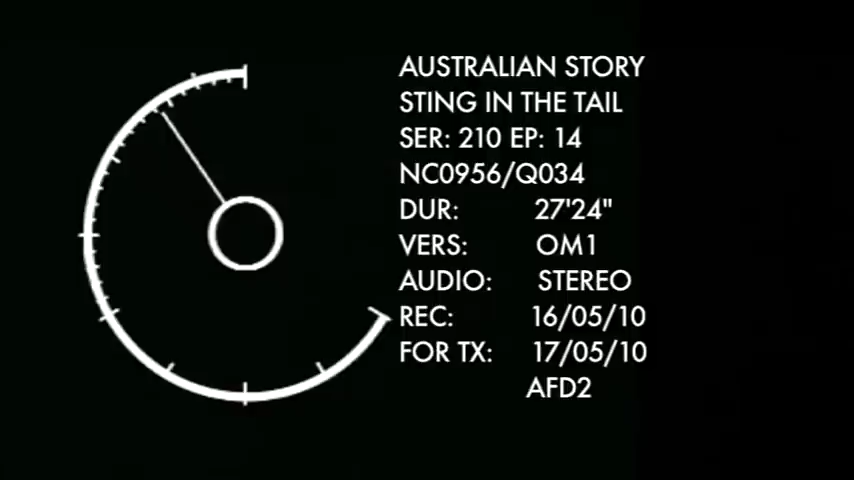 AUSTRALIAN STORY
STING IN THE TAIL
SER: 210 EP: 14
NC0956/Q034
DUR: 27'24"
VERS: OM1
AUDIO: STEREO
REC: 16/05/10
FOR TX: 17/05/10
AFD2